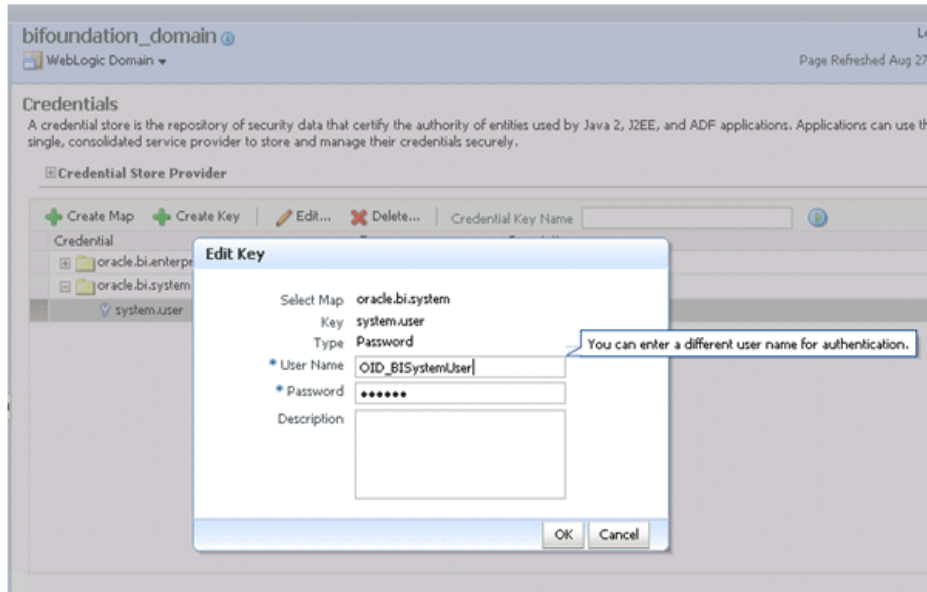 bifoundation_domain
WebLogic Domain
Page Refreshed Aug 27
Credentials
A credential store is the repository of security data that certify the authority of entities used by Java 2, J2EE, and ADF applications. Applications can use
single, consolidated service provider to store and manage their credentials securely.
Credential Store Provider
Create Map Create Key Edit... Delete... Credential Key Name
Credential
oracle.bi.enterpr
oracle.bi.system
system.user
Edit Key
Select Map oracle.bi.system
Key system.user
Type Password
* User Name OID_BISystemUser
* Password ••••••
Description
You can enter a different user name for authentication.
OK Cancel